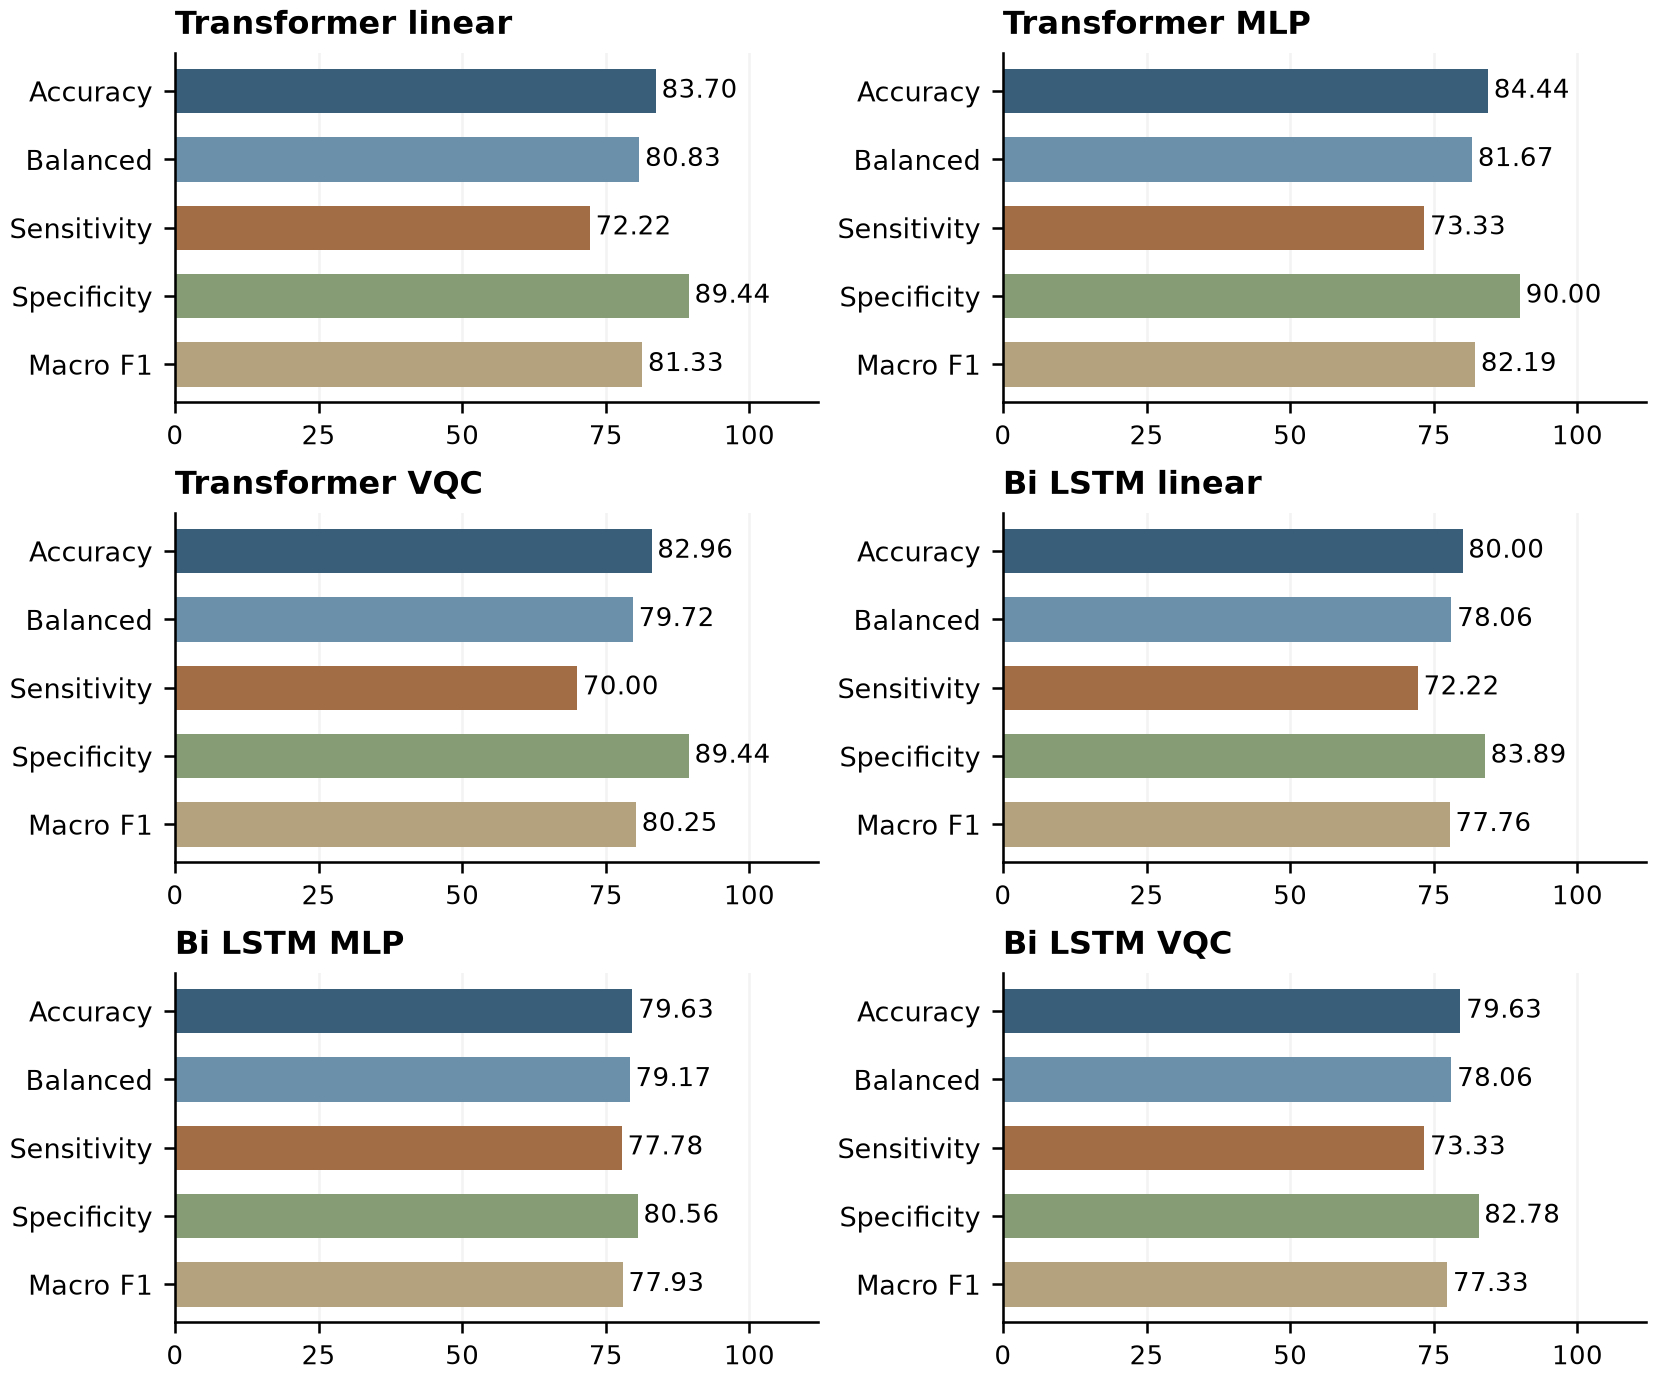 Transformer linear
Accuracy 83.70
Balanced 80.83
Sensitivity 72.22
Specificity 89.44
Macro F1 81.33
0 25 50 75 100
Transformer MLP
Accuracy 84.44
Balanced 81.67
Sensitivity 73.33
Specificity 90.00
Macro F1 82.19
0 25 50 75 100
Transformer VQC
Accuracy 82.96
Balanced 79.72
Sensitivity 70.00
Specificity 89.44
Macro F1 80.25
0 25 50 75 100
Bi LSTM linear
Accuracy 80.00
Balanced 78.06
Sensitivity 72.22
Specificity 83.89
Macro F1 77.76
0 25 50 75 100
Bi LSTM MLP
Accuracy 79.63
Balanced 79.17
Sensitivity 77.78
Specificity 80.56
Macro F1 77.93
0 25 50 75 100
Bi LSTM VQC
Accuracy 79.63
Balanced 78.06
Sensitivity 73.33
Specificity 82.78
Macro F1 77.33
0 25 50 75 100